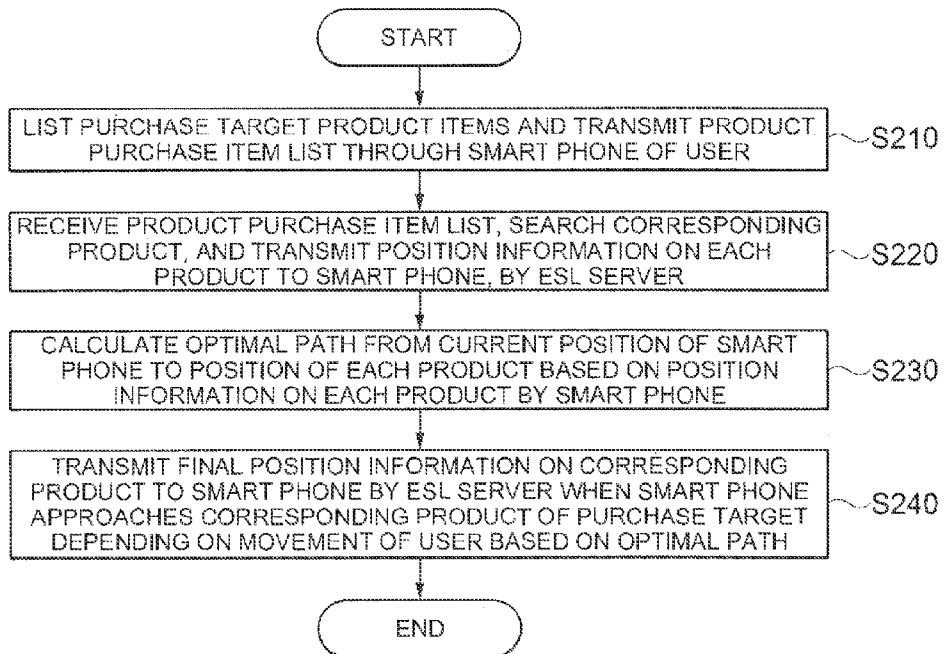 START
LIST PURCHASE TARGET PRODUCT ITEMS AND TRANSMIT PRODUCT
PURCHASE ITEM LIST THROUGH SMART PHONE OF USER
S210
RECEIVE PRODUCT PURCHASE ITEM LIST, SEARCH CORRESPONDING
PRODUCT, AND TRANSMIT POSITION INFORMATION ON EACH
PRODUCT TO SMART PHONE, BY ESL SERVER
S220
CALCULATE OPTIMAL PATH FROM CURRENT POSITION OF SMART
PHONE TO POSITION OF EACH PRODUCT BASED ON POSITION
INFORMATION ON EACH PRODUCT BY SMART PHONE
S230
TRANSMIT FINAL POSITION INFORMATION ON CORRESPONDING
PRODUCT TO SMART PHONE BY ESL SERVER WHEN SMART PHONE
APPROACHES CORRESPONDING PRODUCT OF PURCHASE TARGET
DEPENDING ON MOVEMENT OF USER BASED ON OPTIMAL PATH
S240
END